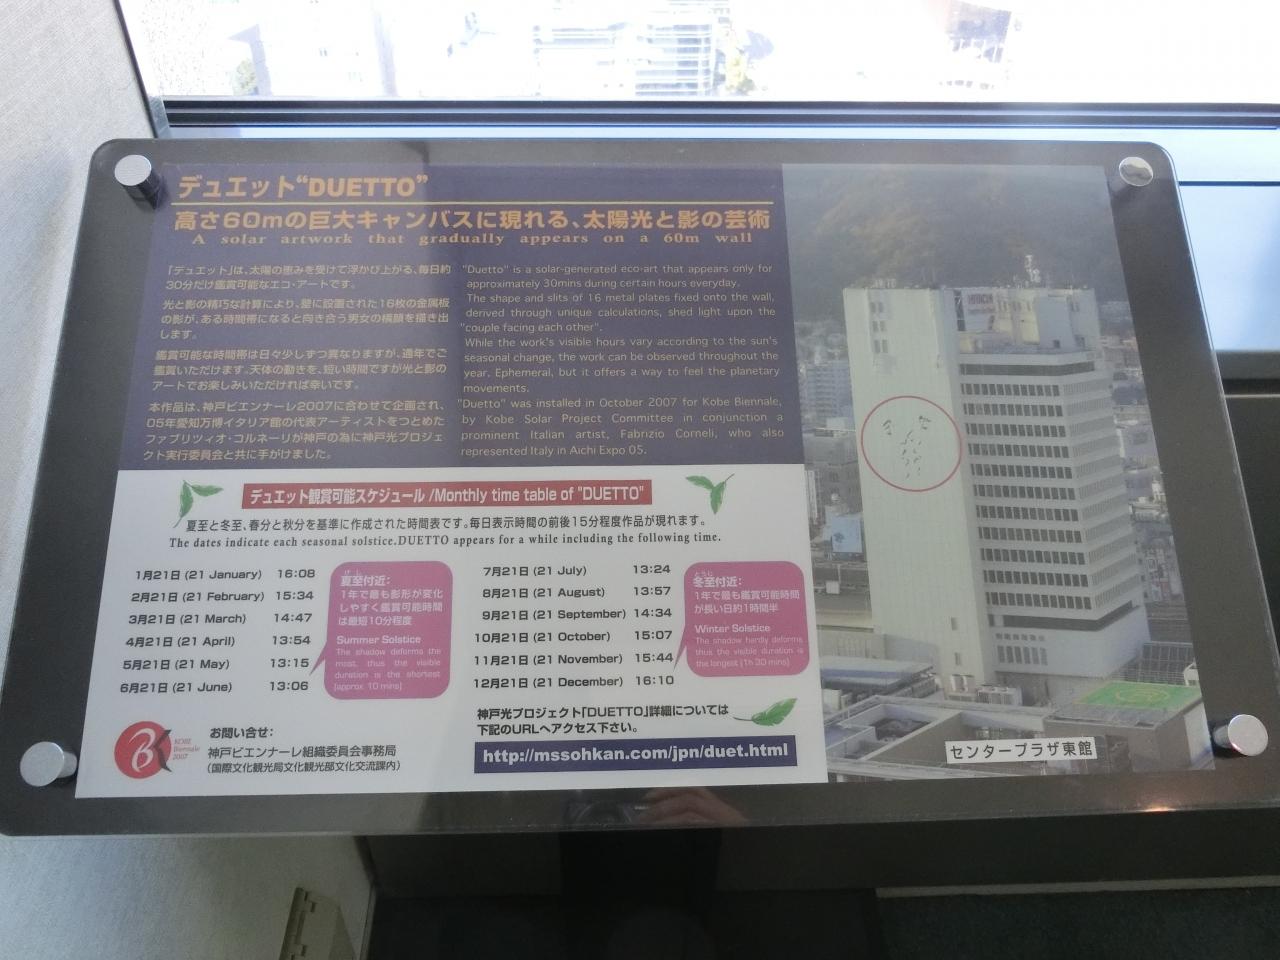 デュエット“DUETTO”
高さ60mの巨大キャンバスに現れる、太陽光と影の芸術
A solar artwork that gradually appears on a 60m wall
「デュエット」は、太陽の恵みを受けて浮かび上がる、毎日約
30分だけ鑑賞可能なエコ・アートです。
光と影の精巧な計算により、壁に設置された16枚の金属板
の影が、ある時間帯になると向き合う男女の横顔を描き出
します。
鑑賞可能な時間帯は日々少しずつ異なりますが、通年でご
鑑賞いただけます。天体の動きを、短い時間ですが光と影の
アートでお楽しみいただければ幸いです。
本作品は、神戸ビエンナーレ2007に合わせて企画され、
05年愛知万博イタリア館の代表アーティストをつとめた
ファブリツィオ・コルネーリが神戸の為に神戸光プロジェ
クト実行委員会と共に手がけました。
"Duetto" is a solar-generated eco-art that appears only for
approximately 30mins during certain hours everyday.
The shape and slits of 16 metal plates fixed onto the wall,
derived through unique calculations, shed light upon the
"couple facing each other".
While the work's visible hours vary according to the sun's
seasonal change, the work can be observed throughout the
year. Ephemeral, but it offers a way to feel the planetary
movements.
"Duetto" was installed in October 2007 for Kobe Biennale,
by Kobe Solar Project Committee in conjunction a
prominent Italian artist, Fabrizio Corneli, who also
represented Italy in Aichi Expo 05.
デュエット観賞可能スケジュール /Monthly time table of "DUETTO"
夏至と冬至、春分と秋分を基準に作成された時間表です。毎日表示時間の前後15分程度作品が現れます。
The dates indicate each seasonal solstice.DUETTO appears for a while including the following time.
1月21日 (21 January) 16:08
2月21日 (21 February) 15:34
3月21日 (21 March) 14:47
4月21日 (21 April) 13:54
5月21日 (21 May) 13:15
6月21日 (21 June) 13:06
げし
夏至付近：
1年で最も影形が変化
しやすく鑑賞可能時間
は最短10分程度
Summer Solstice
The shadow deforms the
most, thus the visible
duration is the shortest
(approx. 10 mins)
7月21日 (21 July) 13:24
8月21日 (21 August) 13:57
9月21日 (21 September) 14:34
10月21日 (21 October) 15:07
11月21日 (21 November) 15:44
12月21日 (21 December) 16:10
とうじ
冬至付近：
1年で最も鑑賞可能時間
が長い日約1時間半
Winter Solstice
The shadow hardly deforms,
thus the visible duration is
the longest (1h 30 mins)
KOBE
Biennale
2007
お問い合せ：
神戸ビエンナーレ組織委員会事務局
（国際文化観光局文化観光部文化交流課内）
神戸光プロジェクト「DUETTO」詳細については
下記のURLへアクセス下さい。
http://mssohkan.com/jpn/duet.html
センタープラザ東館